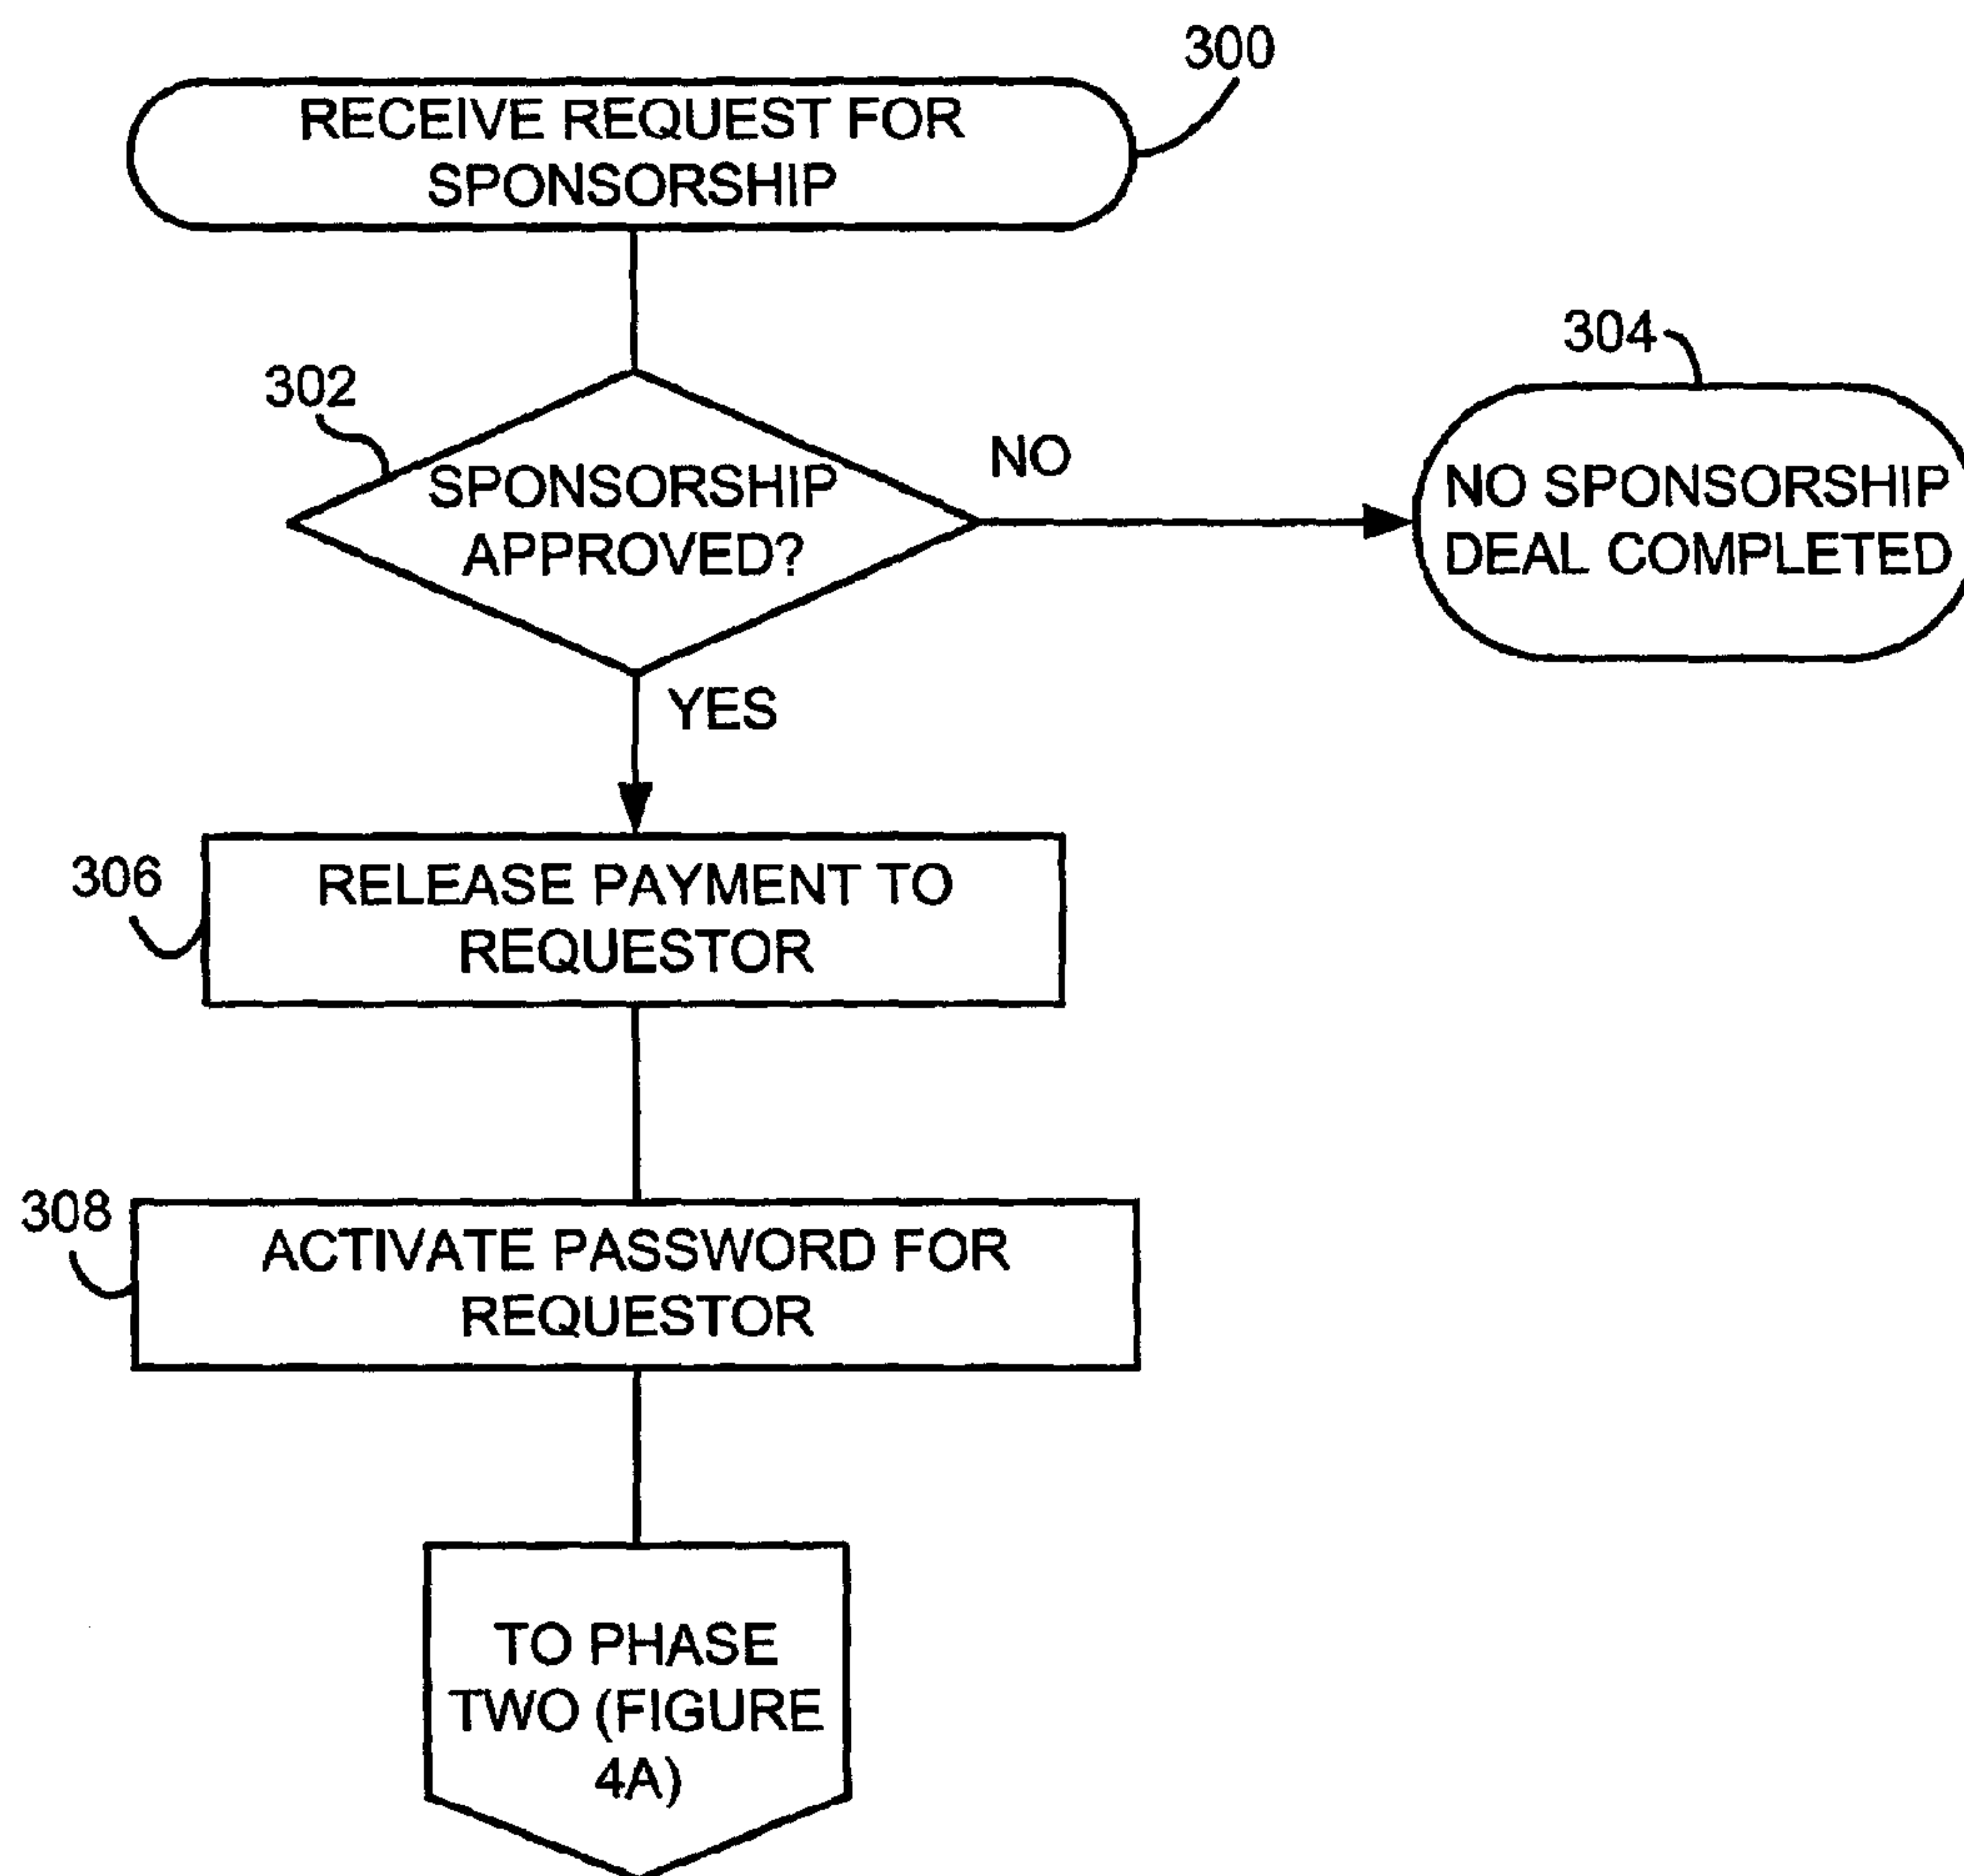 300
RECEIVE REQUEST FOR
SPONSORSHIP
304
302
SPONSORSHIP
APPROVED?
NO
NO SPONSORSHIP
DEAL COMPLETED
YES
306
RELEASE PAYMENT TO
REQUESTOR
308
ACTIVATE PASSWORD FOR
REQUESTOR
TO PHASE
TWO (FIGURE
4A)